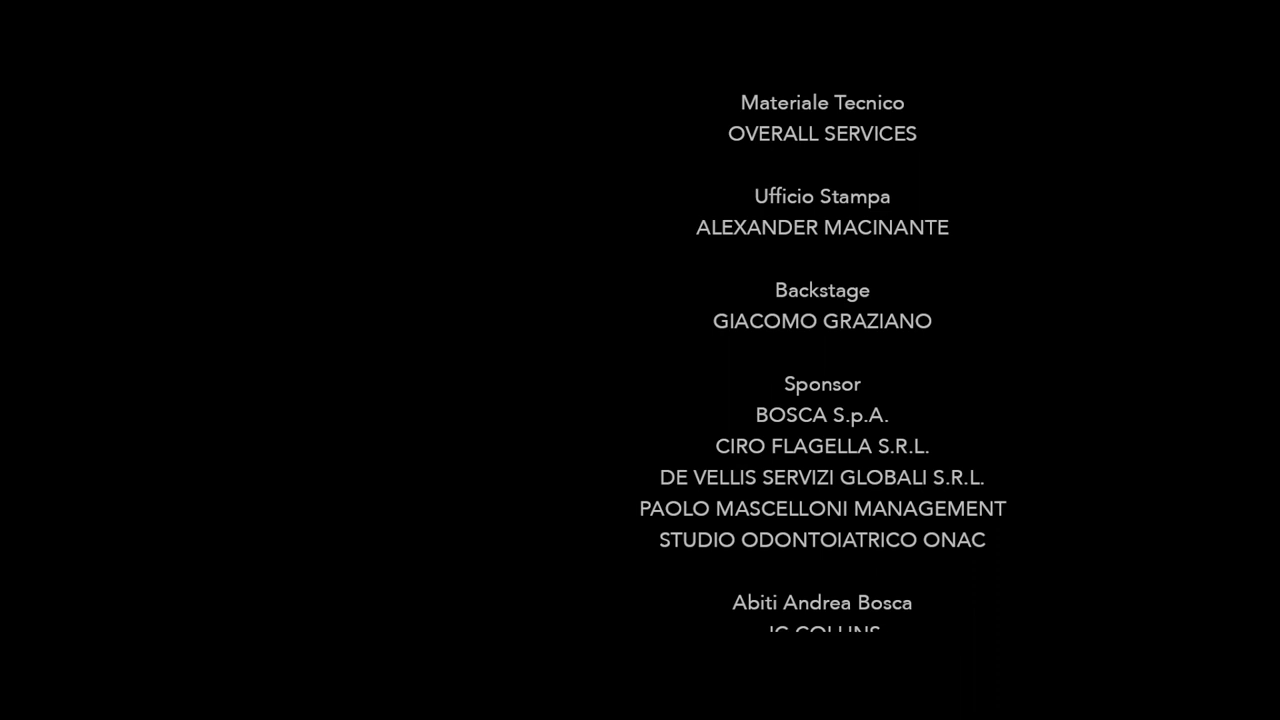 Materiale Tecnico
OVERALL SERVICES
Ufficio Stampa
ALEXANDER MACINANTE
Backstage
GIACOMO GRAZIANO
Sponsor
BOSCA S.p.A.
CIRO FLAGELLA S.R.L.
DE VELLIS SERVIZI GLOBALI S.R.L.
PAOLO MASCELLONI MANAGEMENT
STUDIO ODONTOIATRICO ONAC
Abiti Andrea Bosca